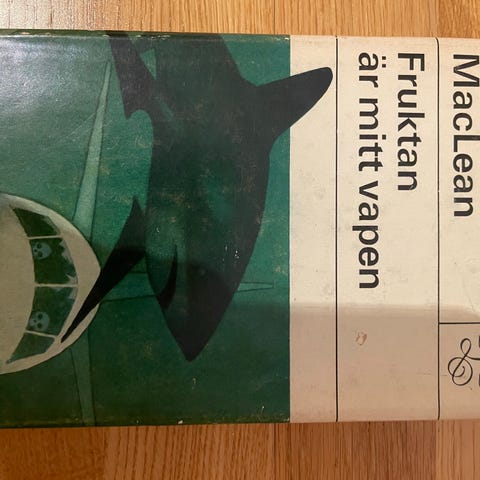 MacLean
Fruktan
är mitt vapen